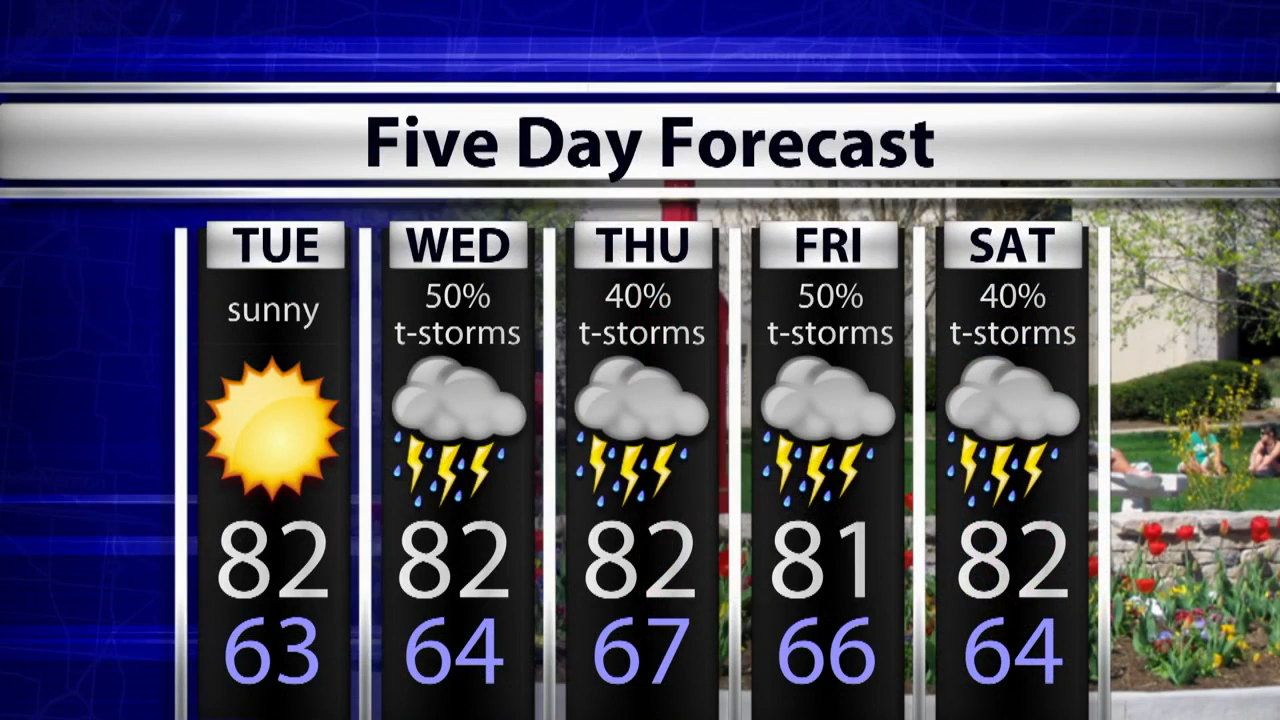 Five Day Forecast
TUE WED THU FRI SAT
sunny 50% 40% 50% 40%
t-storms t-storms t-storms t-storms
82 82 82 81 82
63 64 67 66 64